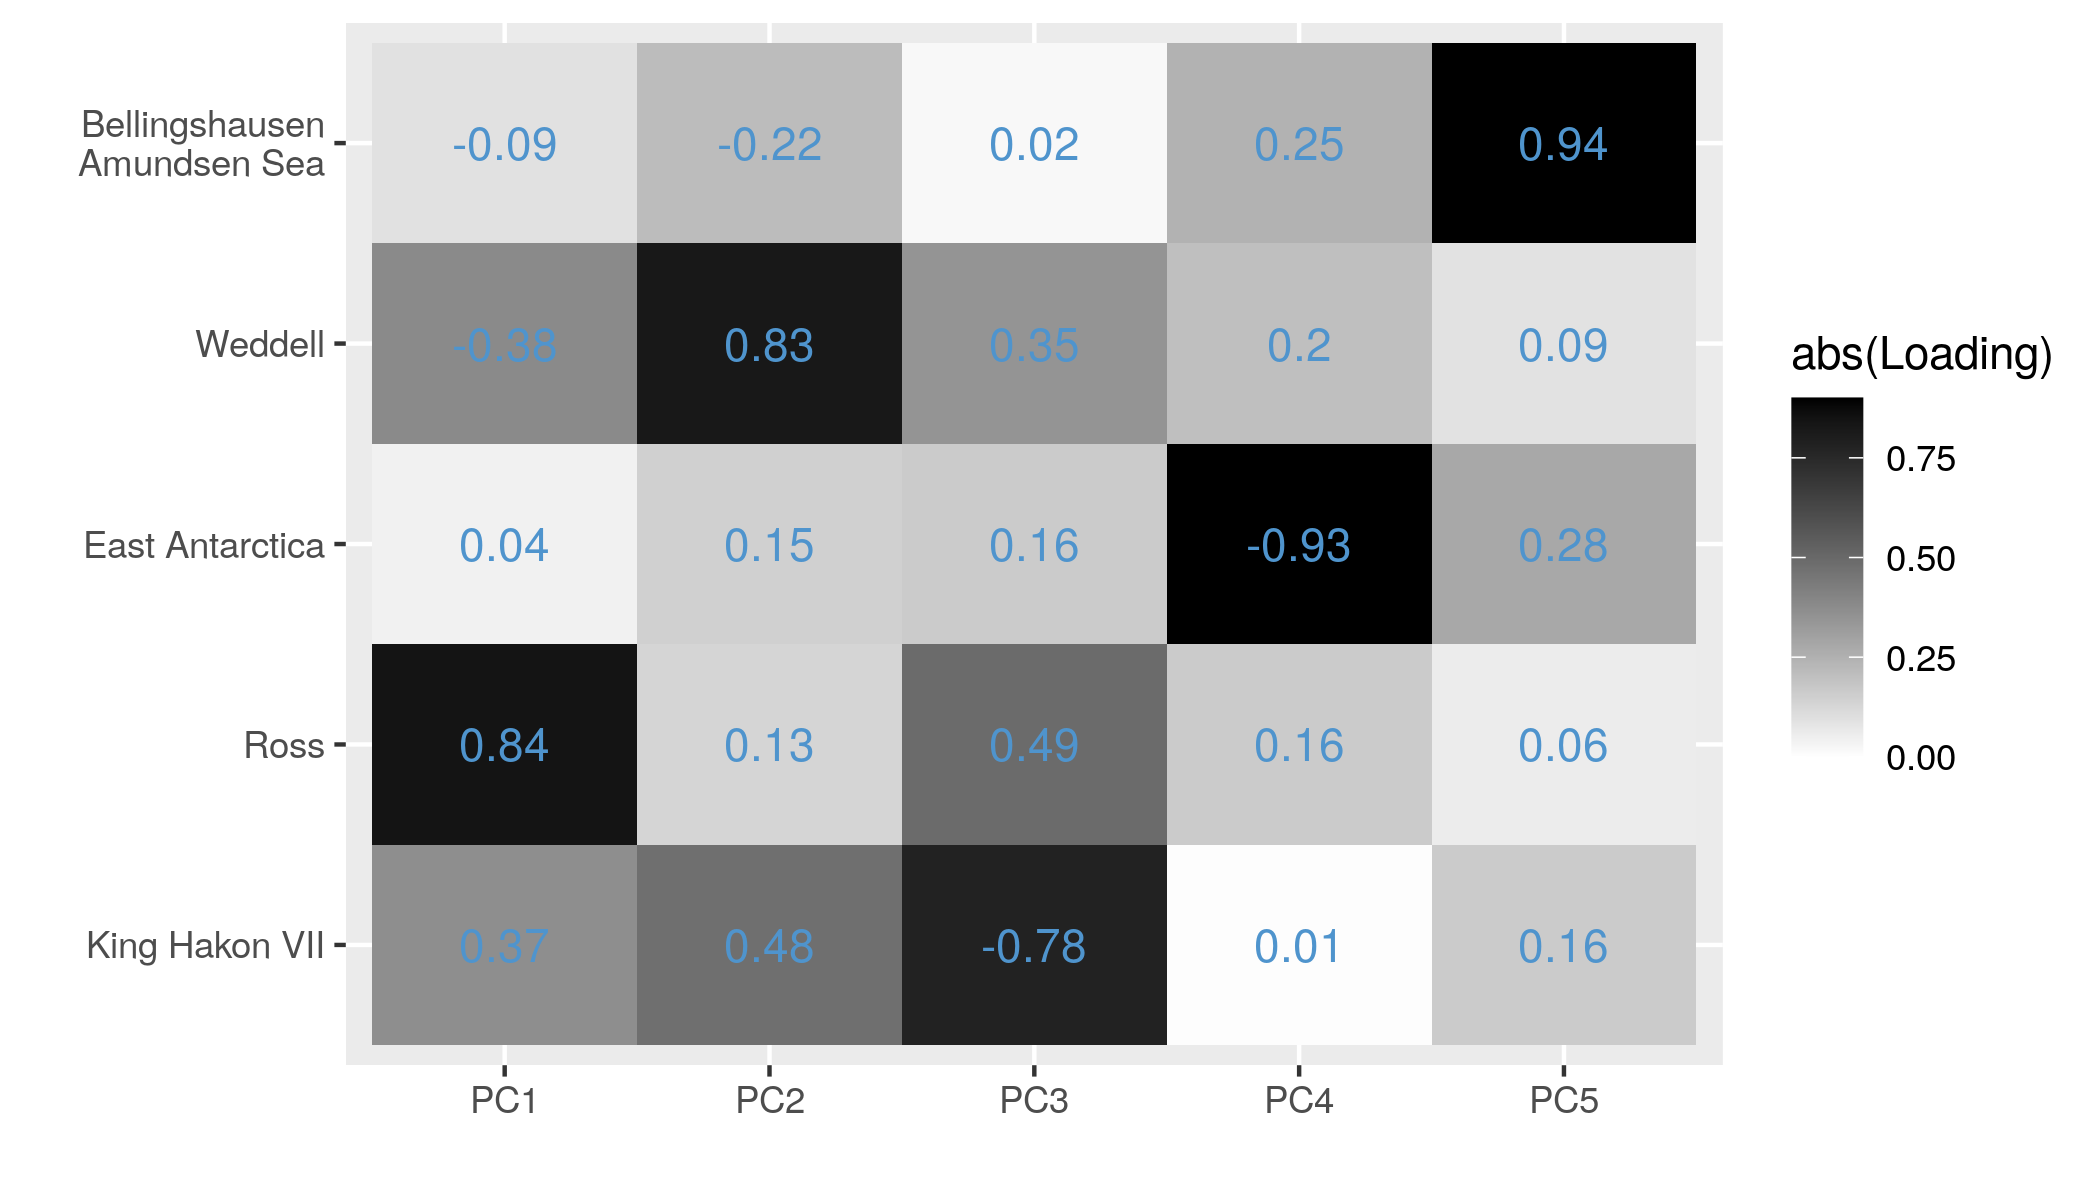 Bellingshausen
Amundsen Sea
-0.09 -0.22 0.02 0.25 0.94
Weddell -0.38 0.83 0.35 0.2 0.09
East Antarctica 0.04 0.15 0.16 -0.93 0.28
Ross 0.84 0.13 0.49 0.16 0.06
King Hakon VII 0.37 0.48 -0.78 0.01 0.16
PC1 PC2 PC3 PC4 PC5
abs(Loading)
0.75
0.50
0.25
0.00